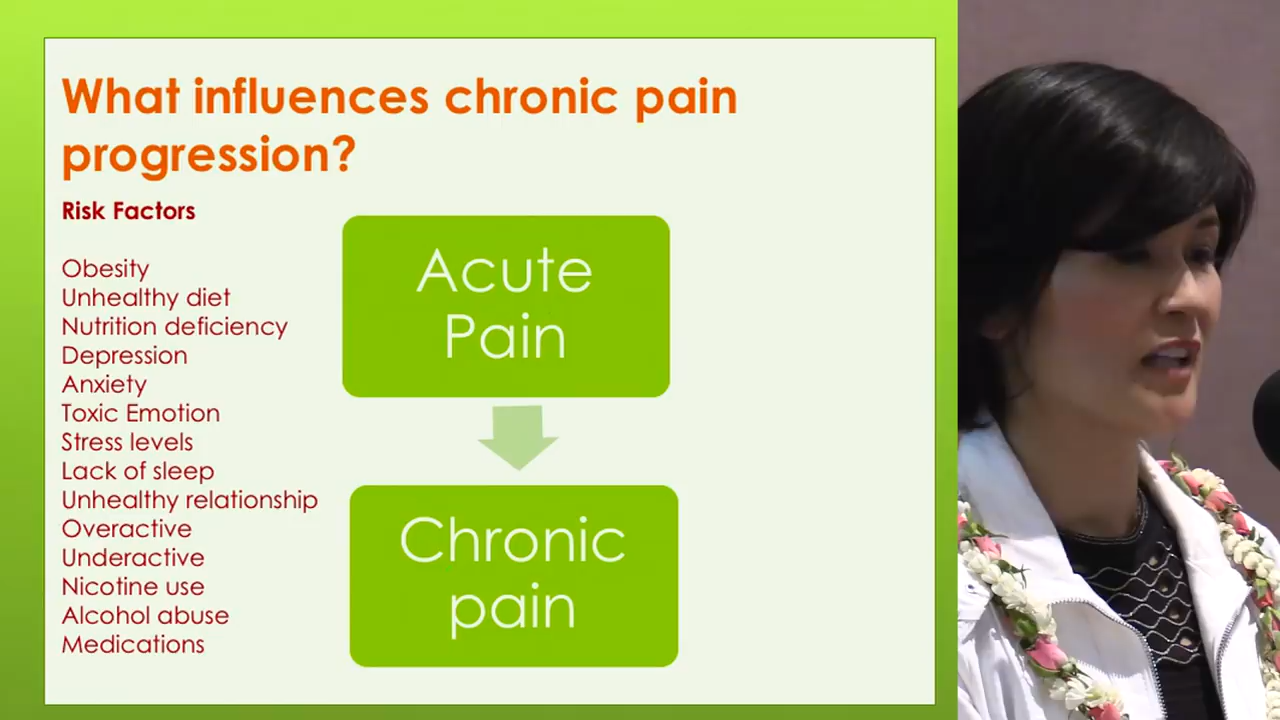 What influences chronic pain
progression?
Risk Factors
Obesity
Unhealthy diet
Nutrition deficiency
Depression
Anxiety
Toxic Emotion
Stress levels
Lack of sleep
Unhealthy relationship
Overactive
Underactive
Nicotine use
Alcohol abuse
Medications
Acute
Pain
Chronic
pain